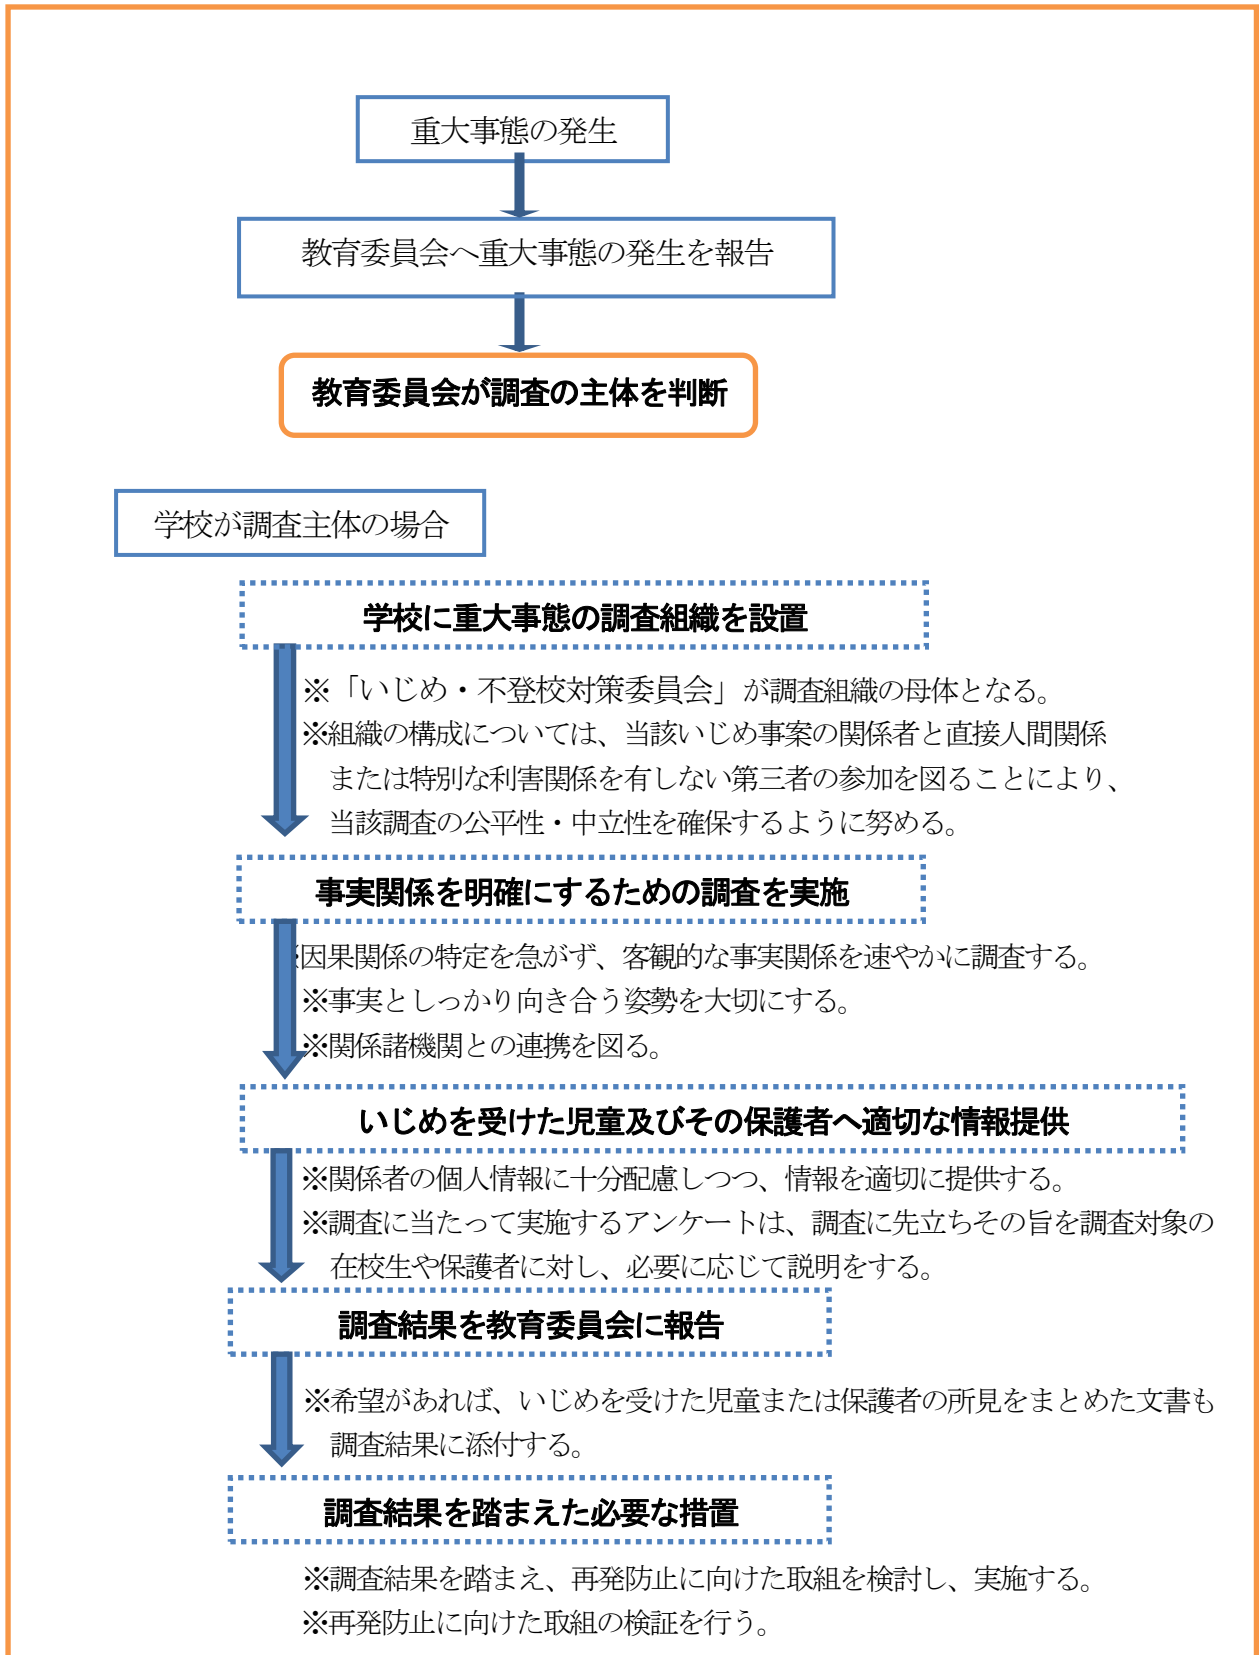 重大事態の発生
教育委員会へ重大事態の発生を報告
教育委員会が調査の主体を判断
学校が調査主体の場合
学校に重大事態の調査組織を設置
※「いじめ・不登校対策委員会」が調査組織の母体となる。
※組織の構成については、当該いじめ事案の関係者と直接人間関係
または特別な利害関係を有しない第三者の参加を図ることにより、
当該調査の公平性・中立性を確保するように努める。
事実関係を明確にするための調査を実施
※因果関係の特定を急がず、客観的な事実関係を速やかに調査する。
※事実としっかり向き合う姿勢を大切にする。
※関係諸機関との連携を図る。
いじめを受けた児童及びその保護者へ適切な情報提供
※関係者の個人情報に十分配慮しつつ、情報を適切に提供する。
※調査に当たって実施するアンケートは、調査に先立ちその旨を調査対象の
在校生や保護者に対し、必要に応じて説明をする。
調査結果を教育委員会に報告
※希望があれば、いじめを受けた児童または保護者の所見をまとめた文書も
調査結果に添付する。
調査結果を踏まえた必要な措置
※調査結果を踏まえ、再発防止に向けた取組を検討し、実施する。
※再発防止に向けた取組の検証を行う。